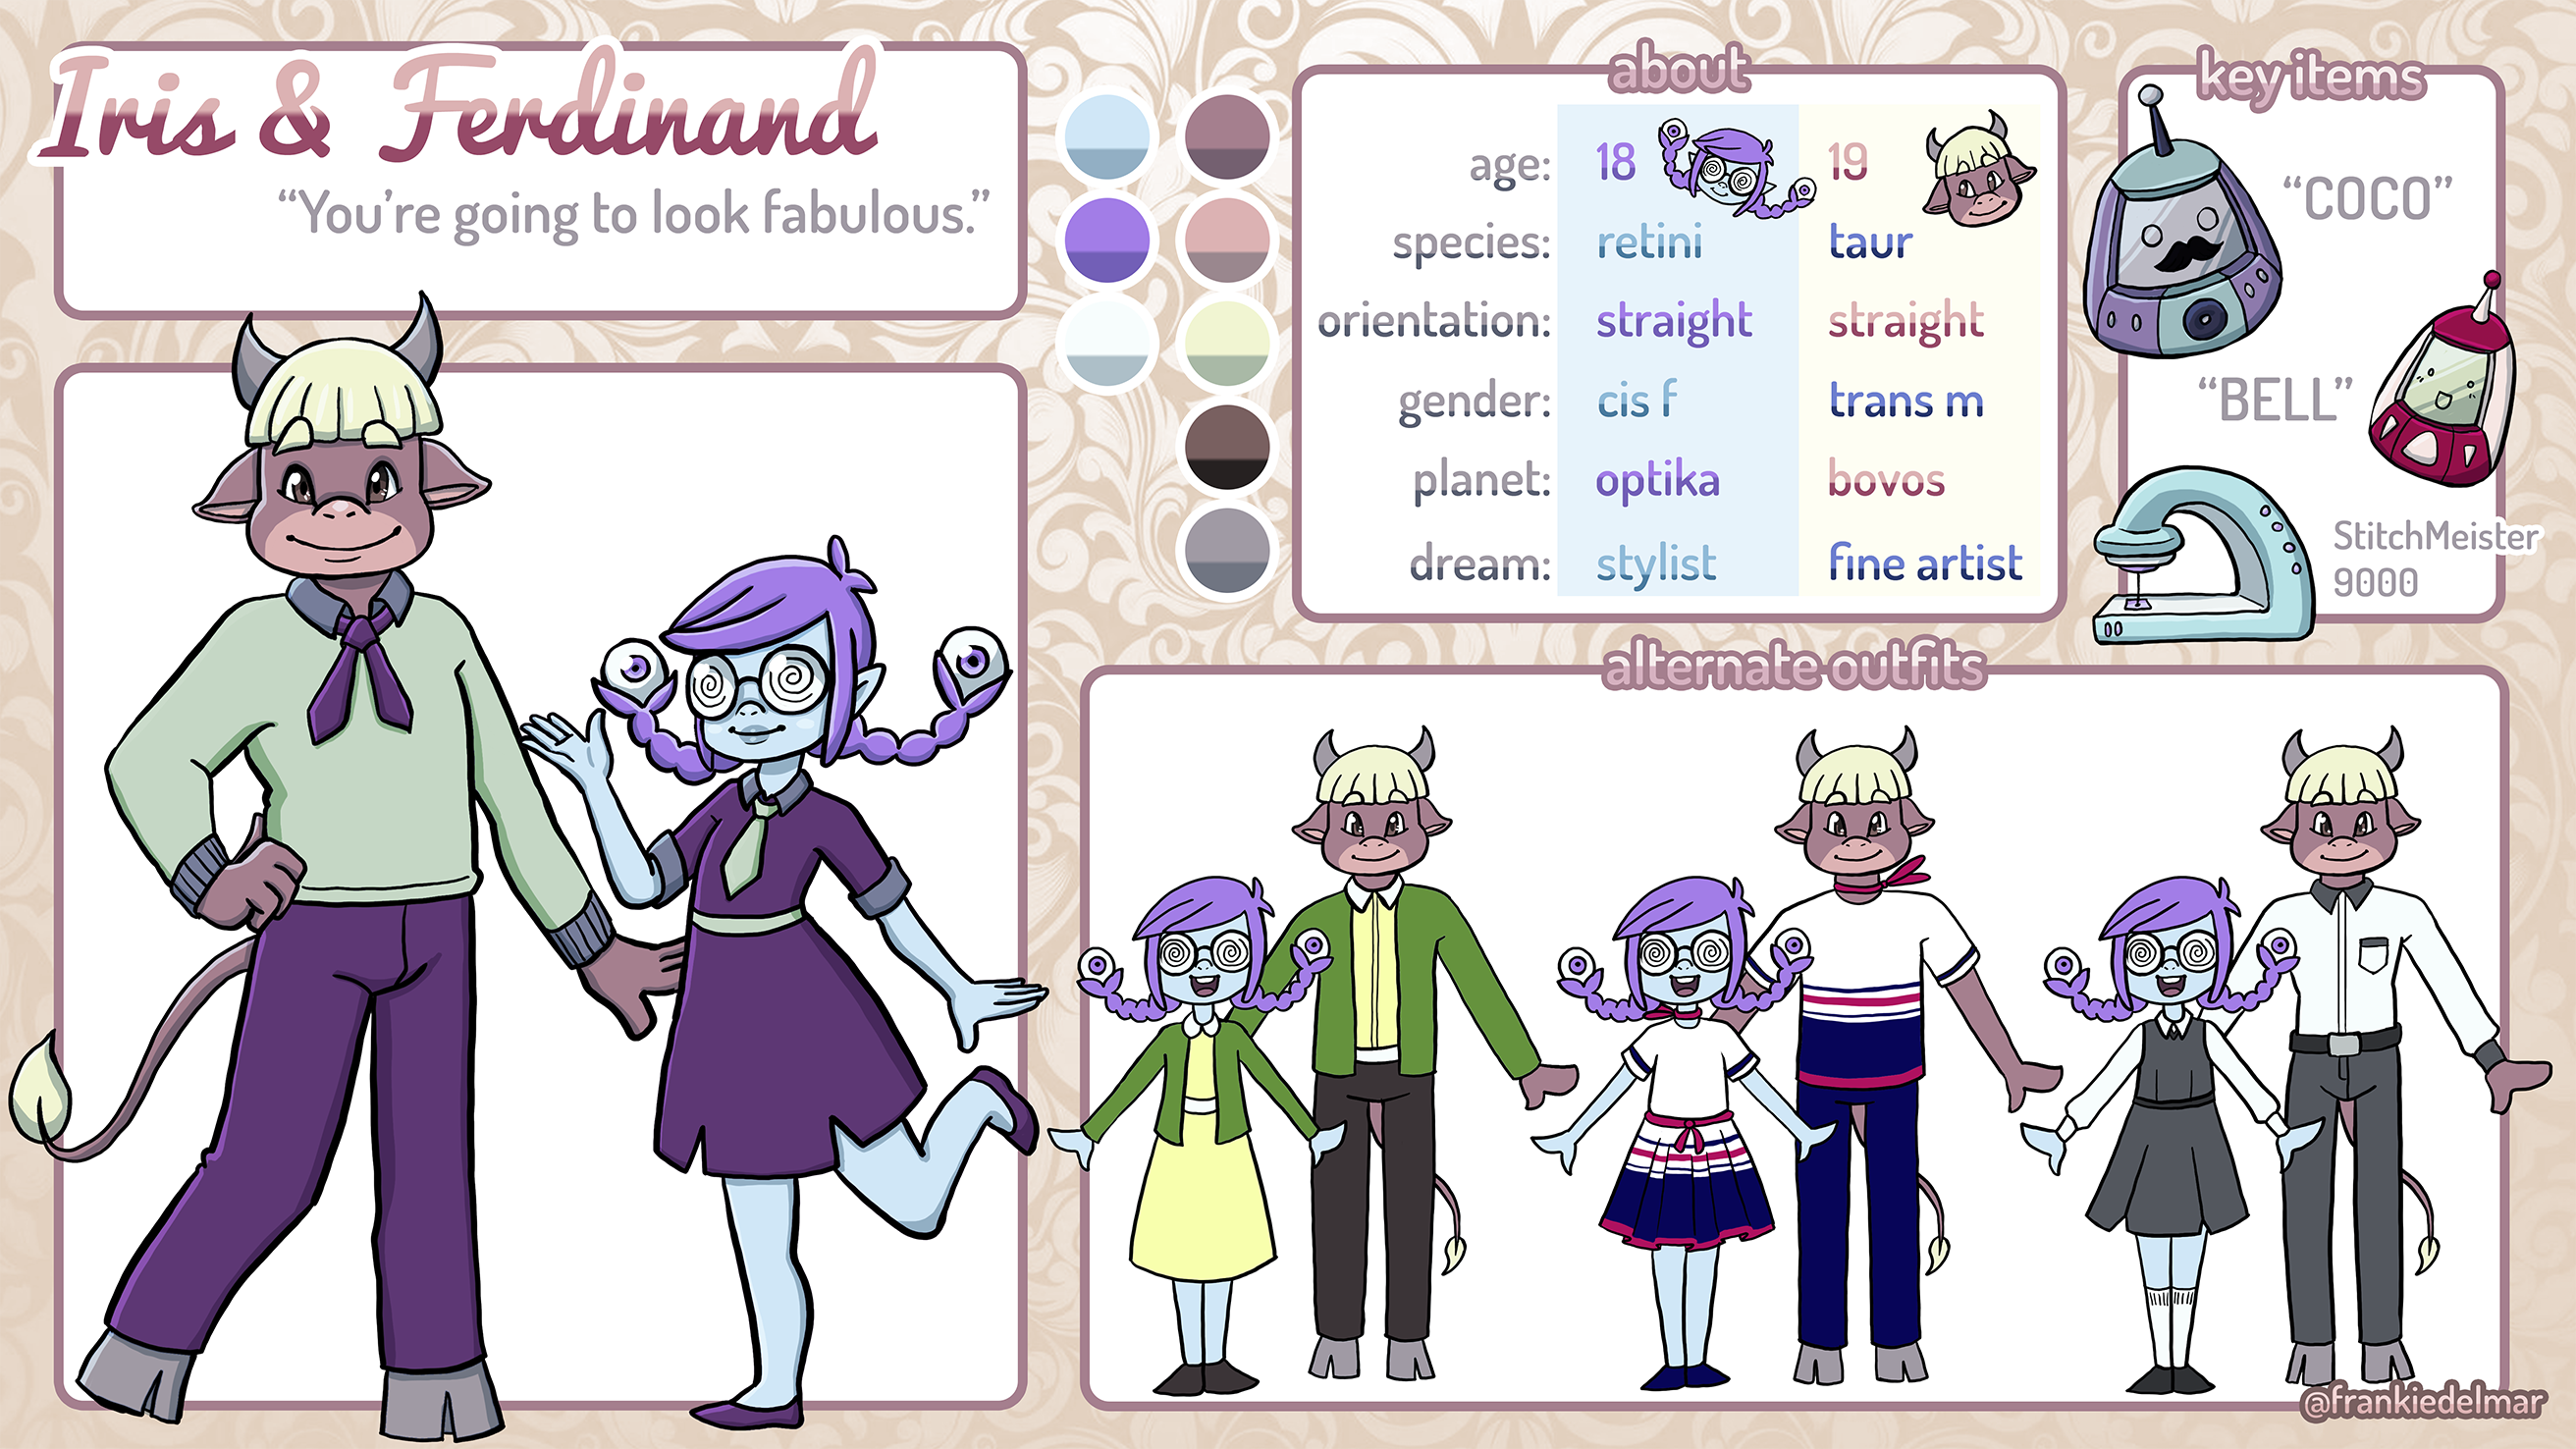 Iris & Ferdinand
“You’re going to look fabulous.”
about
age: 18 19
species: retini taur
orientation: straight straight
gender: cis f trans m
planet: optika bovos
dream: stylist fine artist
key items
“COCO”
“BELL”
StitchMeister
9000
alternate outfits
@frankiedelmar